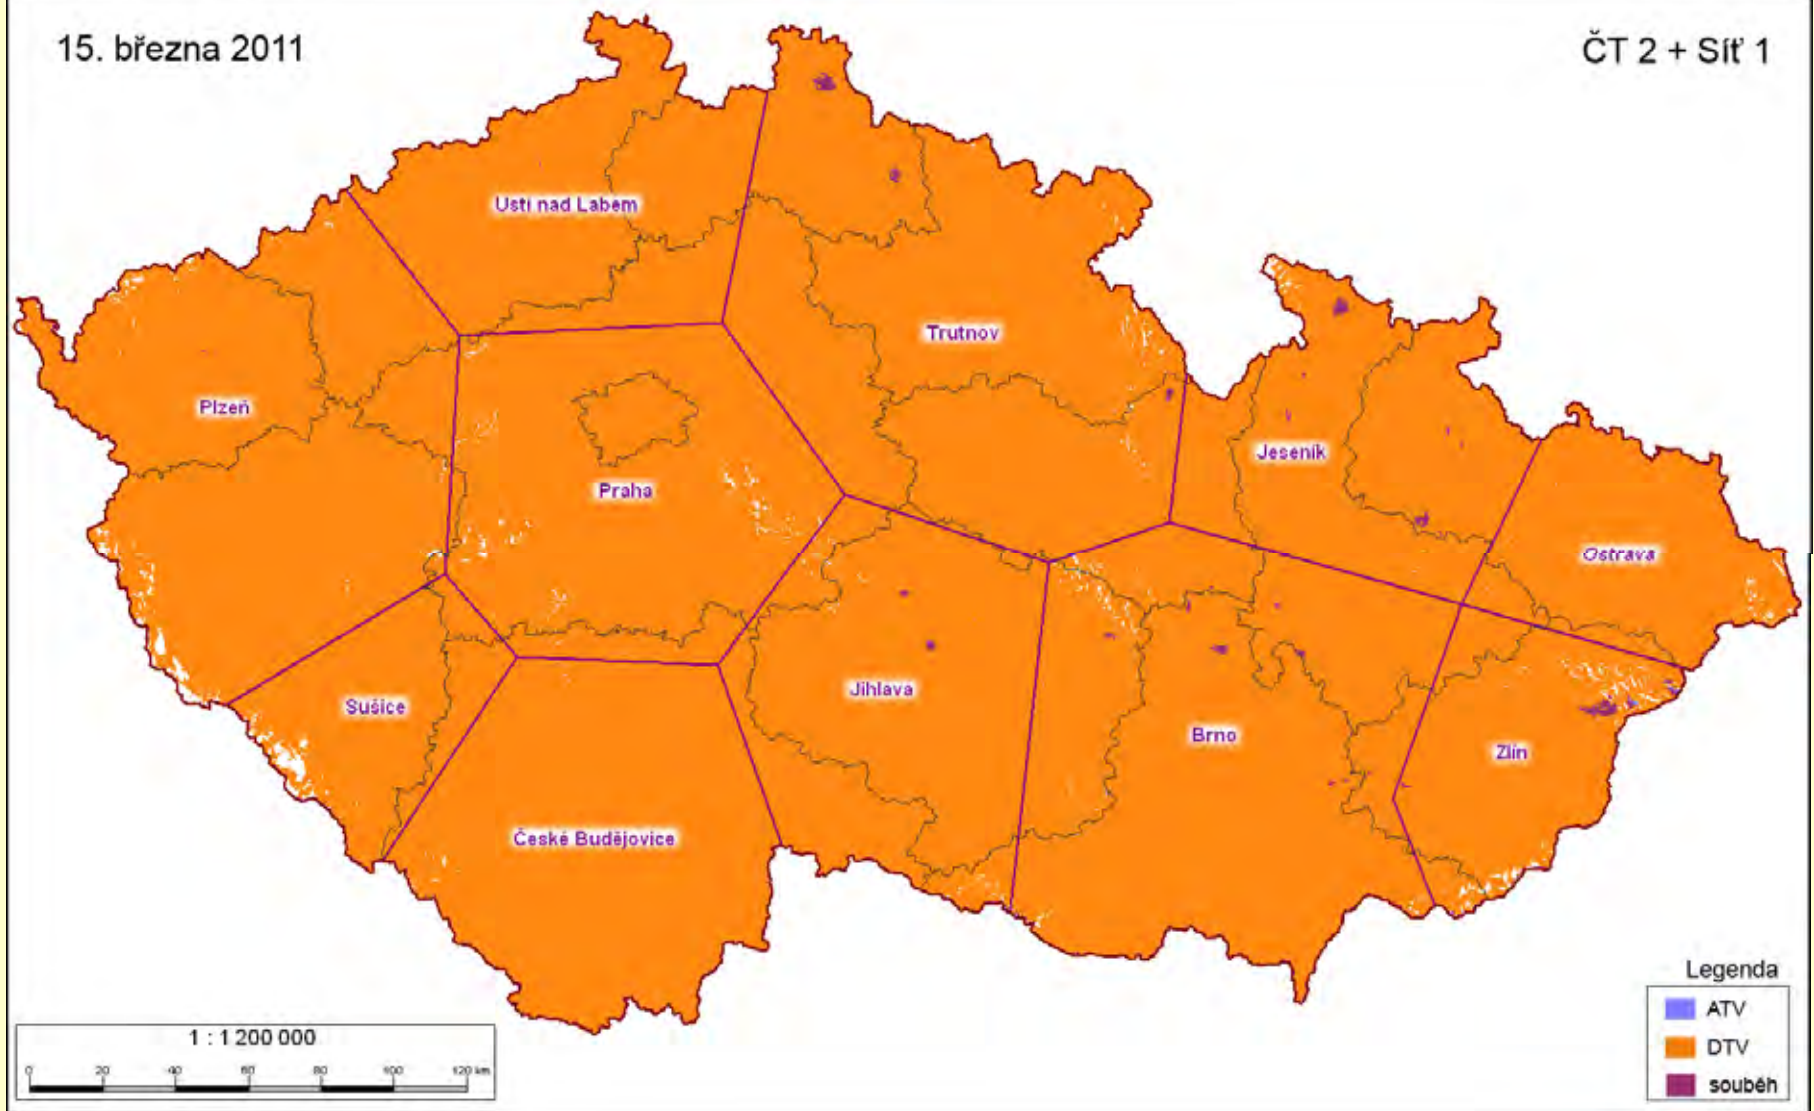 15. března 2011
ČT 2 + Síť 1
Ustí nad Labem
Trutnov
Plzeň
Jeseník
Praha
Ostrava
Jihlava
Sušice
Brno
Zlín
České Budějovice
Legenda
ATV
DTV
souběh
1 : 1 200 000
0 20 40 60 80 100 120 km